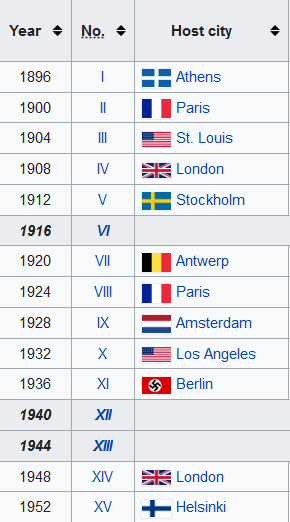 Year No. Host city
1896 I Athens
1900 II Paris
1904 III St. Louis
1908 IV London
1912 V Stockholm
1916 VI
1920 VII Antwerp
1924 VIII Paris
1928 IX Amsterdam
1932 X Los Angeles
1936 XI Berlin
1940 XII
1944 XIII
1948 XIV London
1952 XV Helsinki